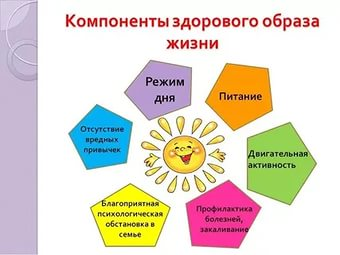 Компоненты здорового образа
жизни
Режим
дня
Питание
Двигательная
активность
Профилактика
болезней,
закаливание
Благоприятная
психологическая
обстановка в
семье
Отсутствие
вредных
привычек